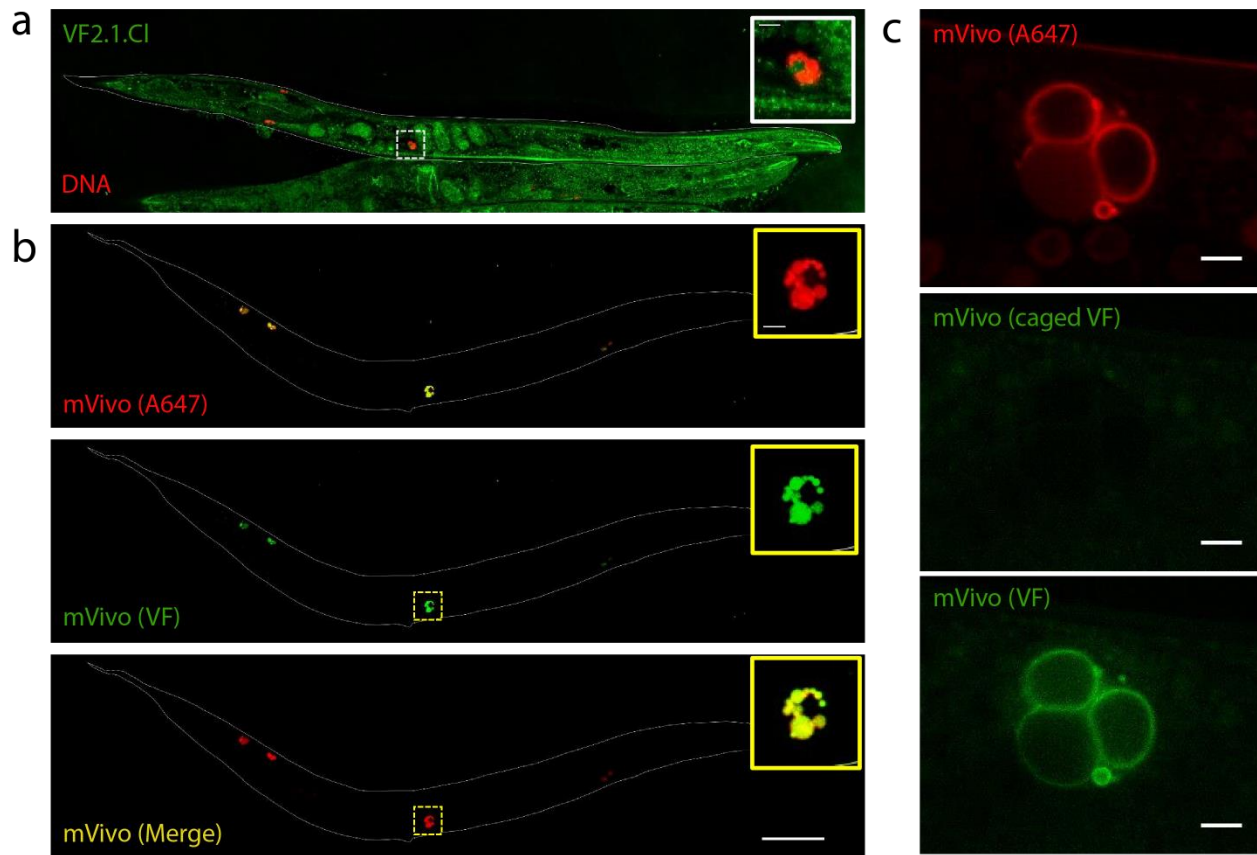 a
VF2.1.Cl
DNA
b
mVivo (A647)
mVivo (VF)
mVivo (Merge)
c
mVivo (A647)
mVivo (caged VF)
mVivo (VF)